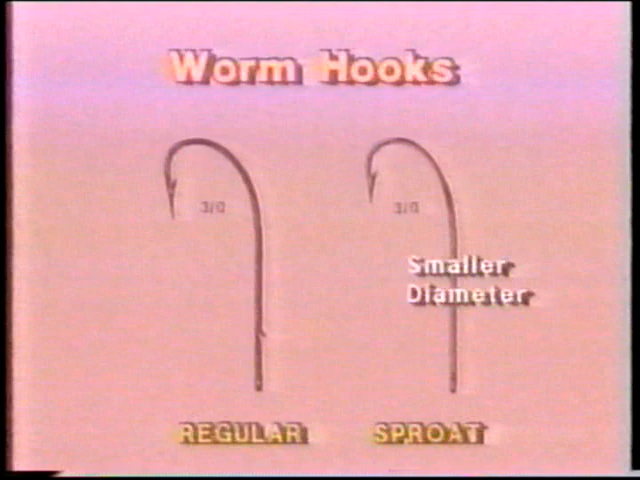 Worm Hooks
3/0 3/0
Smaller
Diameter
REGULAR SPROAT